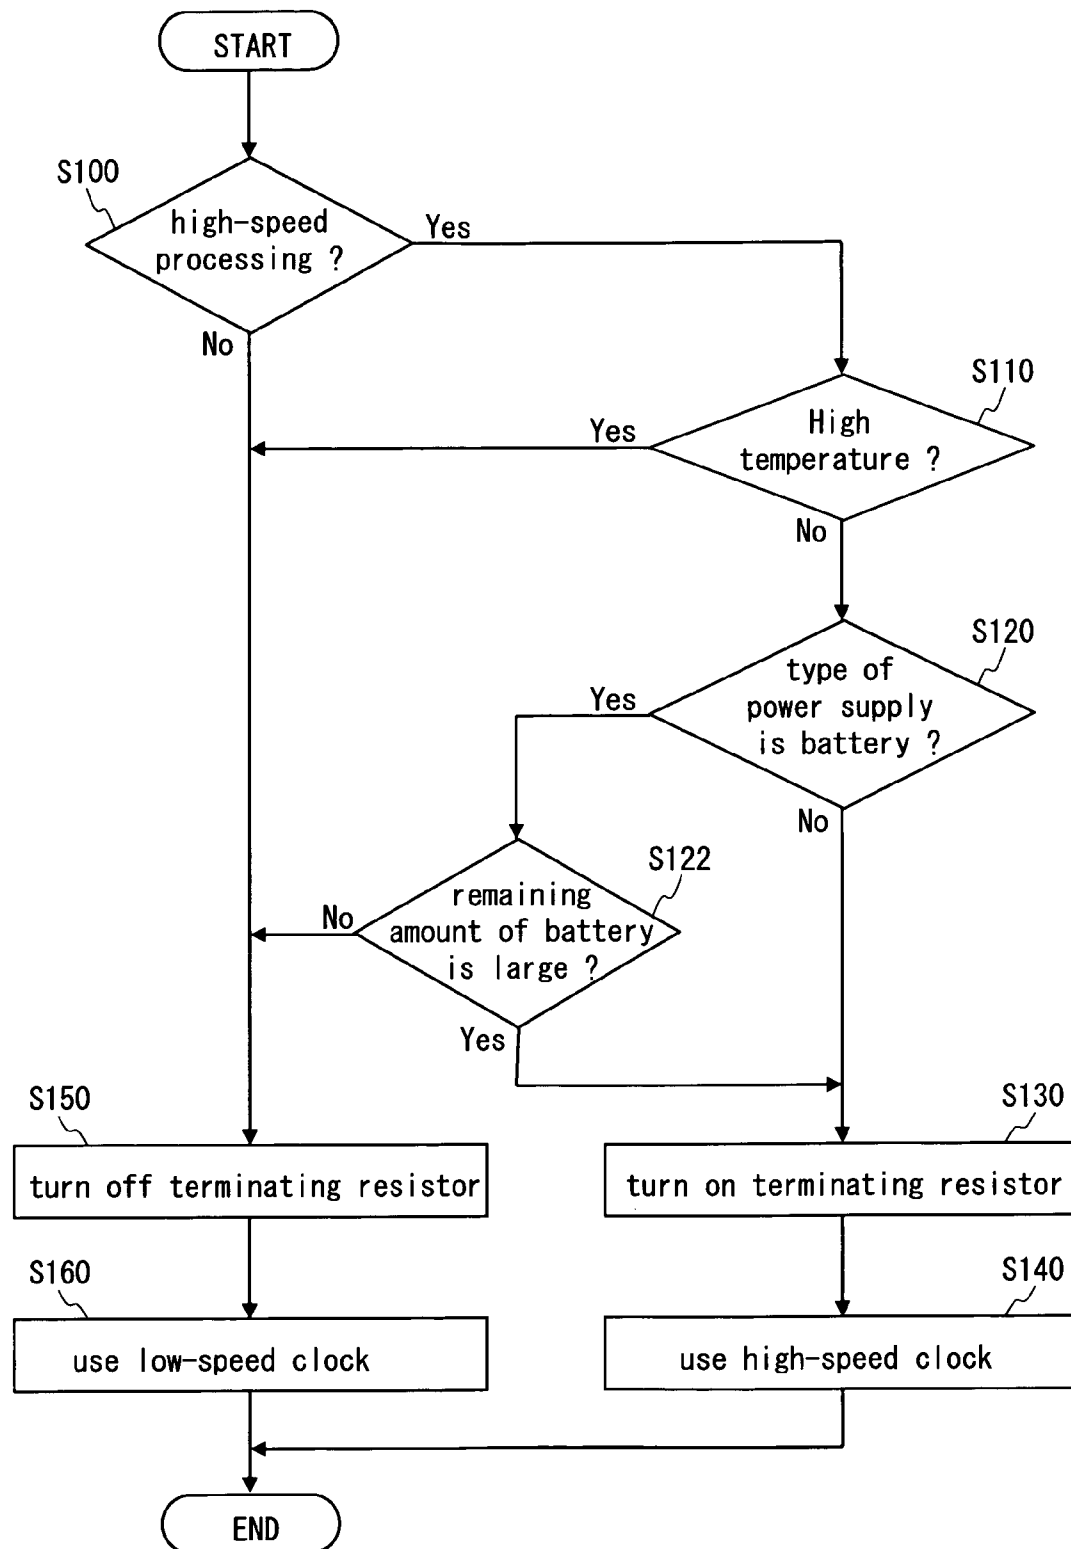 START
S100
high-speed
processing ?
Yes
No
S110
High
temperature ?
Yes
No
S120
type of
power supply
is battery ?
Yes
No
S122
remaining
amount of battery
is large ?
No
Yes
S150
turn off terminating resistor
S130
turn on terminating resistor
S160
use low-speed clock
S140
use high-speed clock
END